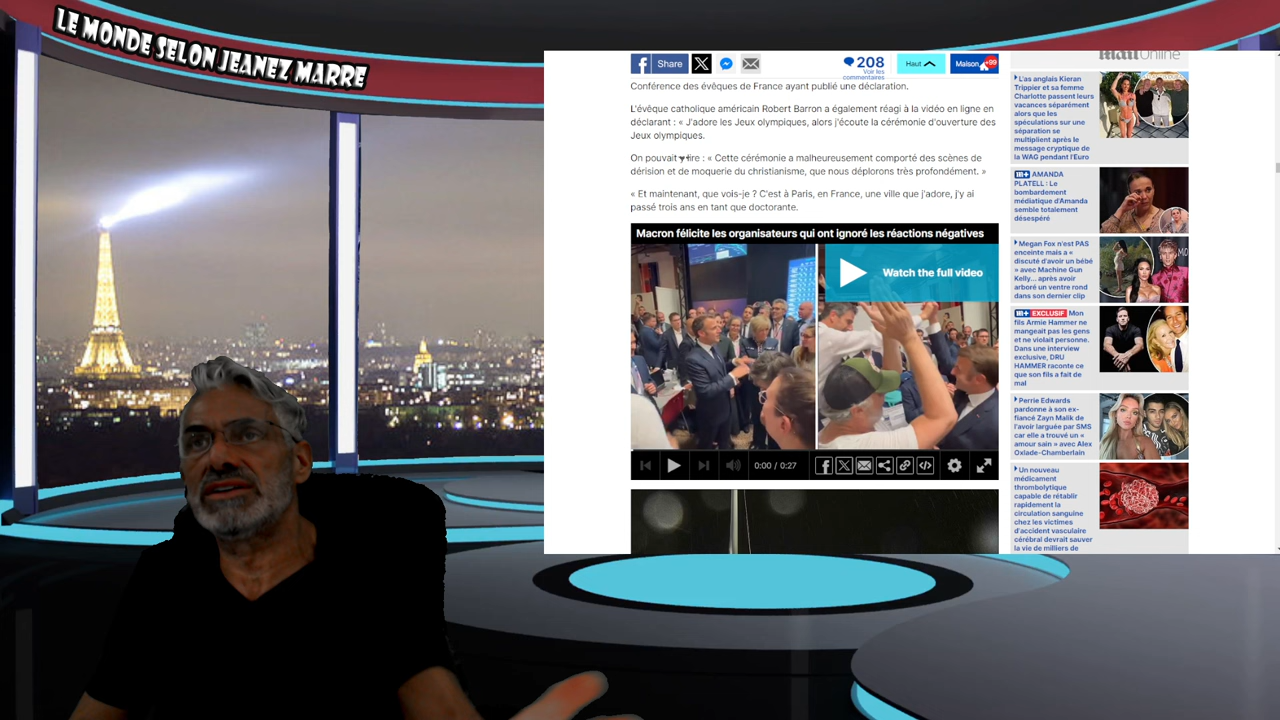 LE MONDE SELON JEANEZ MARRE
Share
208
Voir les
commentaires
Haut
Maison
+99
Mail Online
Conférence des évêques de France ayant publié une déclaration.
L'évêque catholique américain Robert Barron a également réagi à la vidéo en ligne en
déclarant : « J'adore les Jeux olympiques, alors j'écoute la cérémonie d'ouverture des
Jeux olympiques.
On pouvait lire : « Cette cérémonie a malheureusement comporté des scènes de
dérision et de moquerie du christianisme, que nous déplorons très profondément. »
« Et maintenant, que vois-je ? C'est à Paris, en France, une ville que j'adore, j'y ai
passé trois ans en tant que doctorante.
Macron félicite les organisateurs qui ont ignoré les réactions négatives
Watch the full video
0:00 / 0:27
L'as anglais Kieran
Trippier et sa femme
Charlotte passent leurs
vacances séparément
alors que les
spéculations sur une
séparation se
multiplient après le
message cryptique de
la WAG pendant l'Euro
AMANDA
PLATELL : Le
bombardement
médiatique d'Amanda
semble totalement
désespéré
Megan Fox n'est PAS
enceinte mais a «
discuté d'avoir un bébé
» avec Machine Gun
Kelly... après avoir
arboré un ventre rond
dans son dernier clip
EXCLUSIF Mon
fils Armie Hammer ne
mangeait pas les gens
et ne violait personne.
Dans une interview
exclusive, DRU
HAMMER raconte ce
que son fils a fait de
mal
Perrie Edwards
pardonne à son ex-
fiancé Zayn Malik de
l'avoir larguée par SMS
car elle a trouvé un «
amour sain » avec Alex
Oxlade-Chamberlain
Un nouveau
médicament
thrombolytique
capable de rétablir
rapidement la
circulation sanguine
chez les victimes
d'accident vasculaire
cérébral devrait sauver
la vie de milliers de